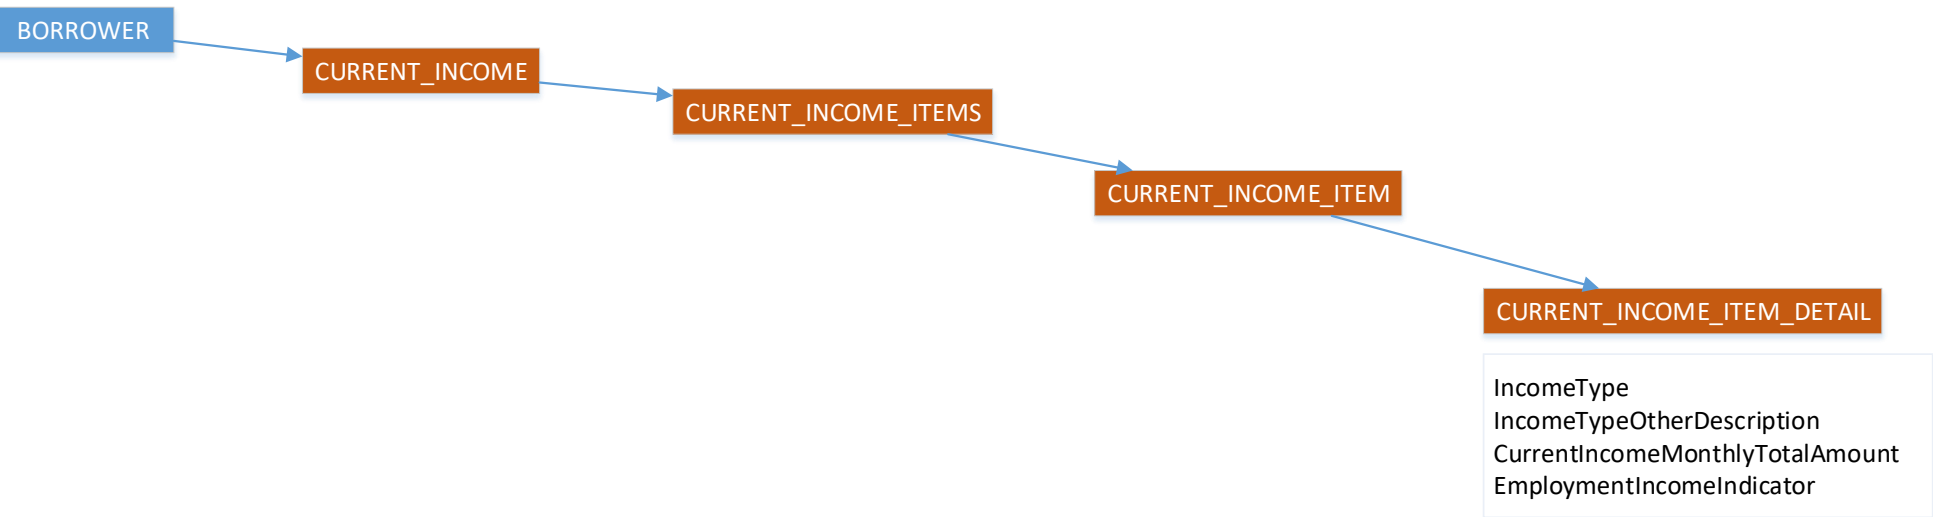 BORROWER
CURRENT_INCOME
CURRENT_INCOME_ITEMS
CURRENT_INCOME_ITEM
CURRENT_INCOME_ITEM_DETAIL
IncomeType
IncomeTypeOtherDescription
CurrentIncomeMonthlyTotalAmount
EmploymentIncomeIndicator